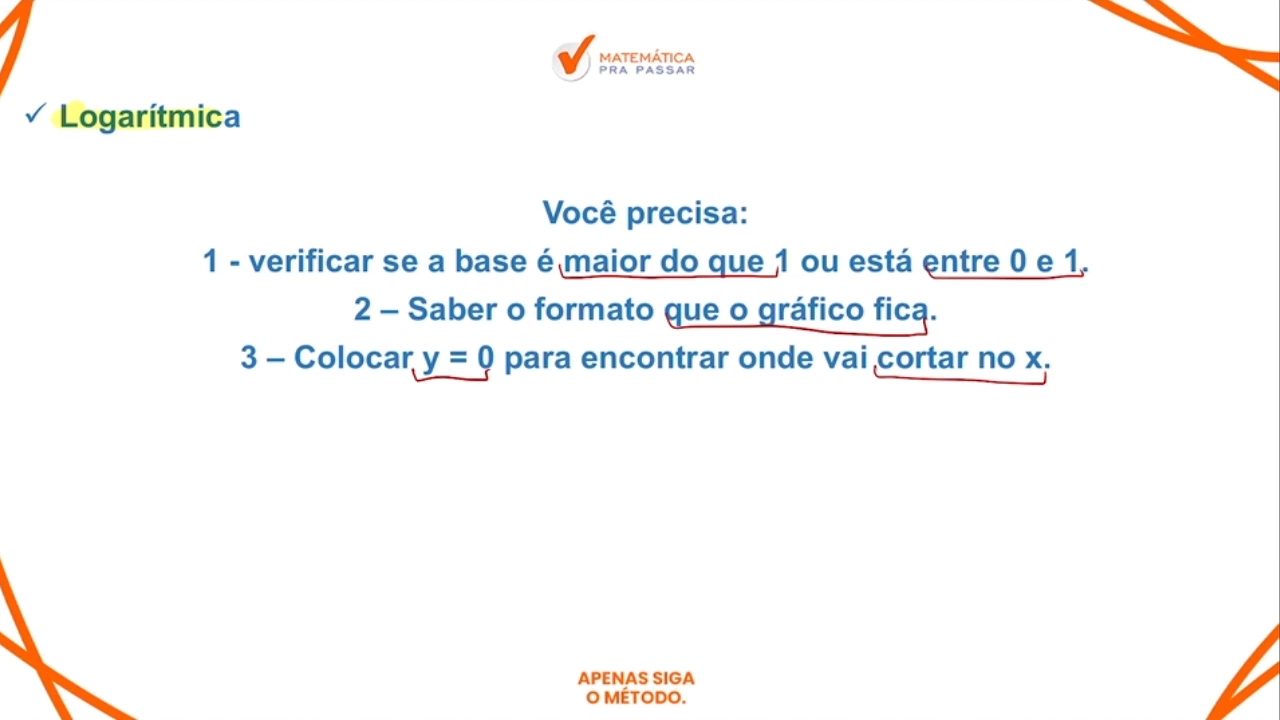 MATEMÁTICA
PRA PASSAR
✓ Logarítmica
Você precisa:
1 - verificar se a base é maior do que 1 ou está entre 0 e 1.
2 – Saber o formato que o gráfico fica.
3 – Colocar y = 0 para encontrar onde vai cortar no x.
APENAS SIGA
O MÉTODO.